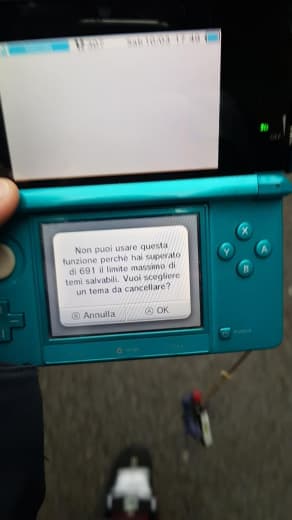 Non puoi usare questa
funzione perché hai superato
di 691 il limite massimo di
temi salvabili. Vuoi scegliere
un tema da cancellare?
Ⓑ Annulla
Ⓐ OK
X
Y
A
B